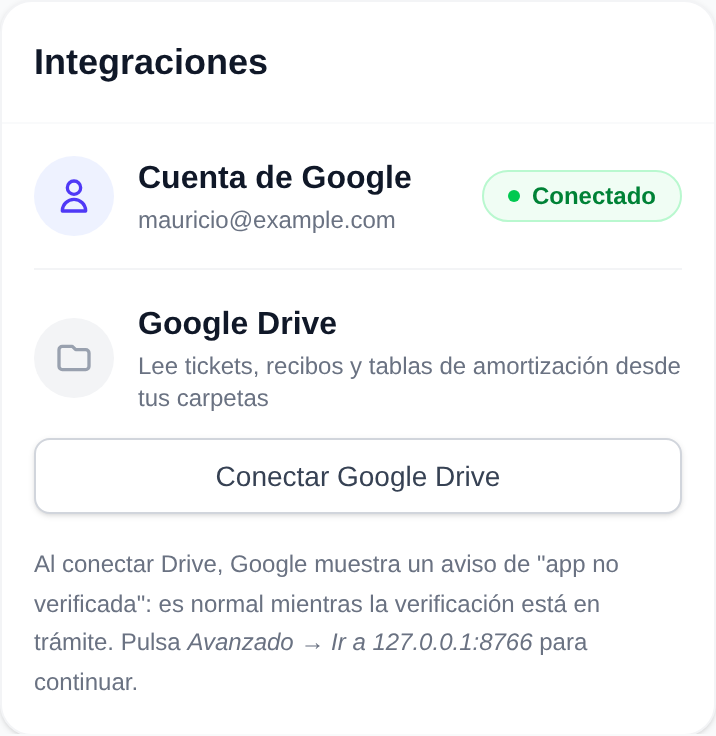 Integraciones
Cuenta de Google
mauricio@example.com
Conectado
Google Drive
Lee tickets, recibos y tablas de amortización desde
tus carpetas
Conectar Google Drive
Al conectar Drive, Google muestra un aviso de "app no
verificada": es normal mientras la verificación está en
trámite. Pulsa Avanzado → Ir a 127.0.0.1:8766 para
continuar.